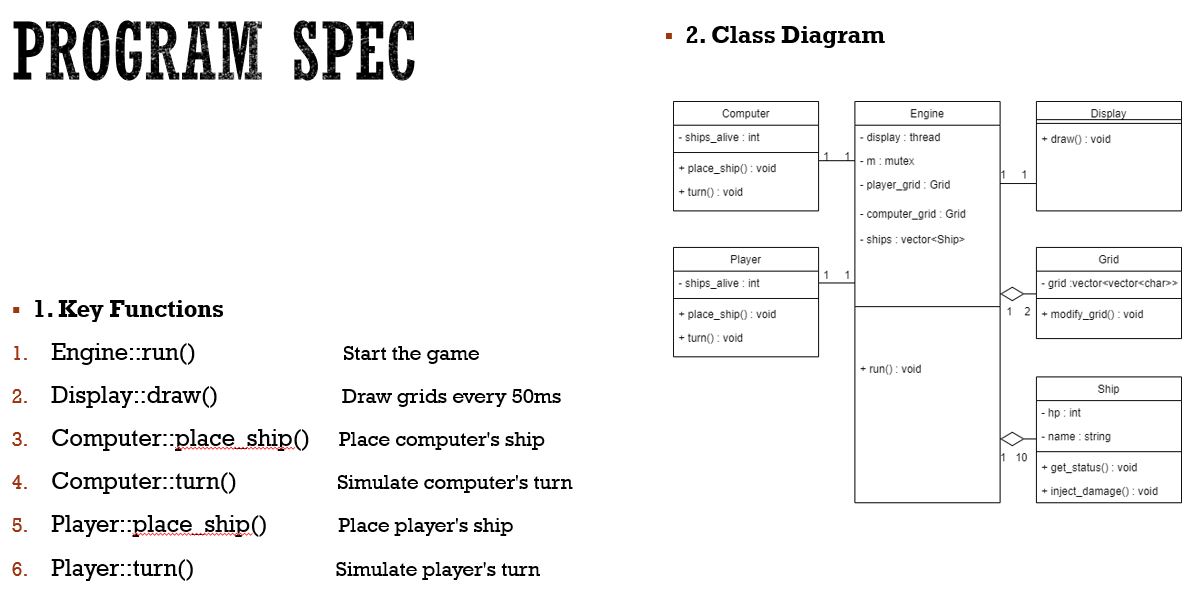 PROGRAM SPEC
1. Key Functions
1. Engine::run() Start the game
2. Display::draw() Draw grids every 50ms
3. Computer::place_ship() Place computer's ship
4. Computer::turn() Simulate computer's turn
5. Player::place_ship() Place player's ship
6. Player::turn() Simulate player's turn
2. Class Diagram
Computer
- ships_alive : int
+ place_ship() : void
+ turn() : void
1 1
Player
- ships_alive : int
+ place_ship() : void
+ turn() : void
1 1
Engine
- display : thread
- m : mutex
- player_grid : Grid
- computer_grid : Grid
- ships : vector<Ship>
+ run() : void
1 1
Display
+ draw() : void
1 2
Grid
- grid :vector<vector<char>>
+ modify_grid() : void
1 10
Ship
- hp : int
- name : string
+ get_status() : void
+ inject_damage() : void